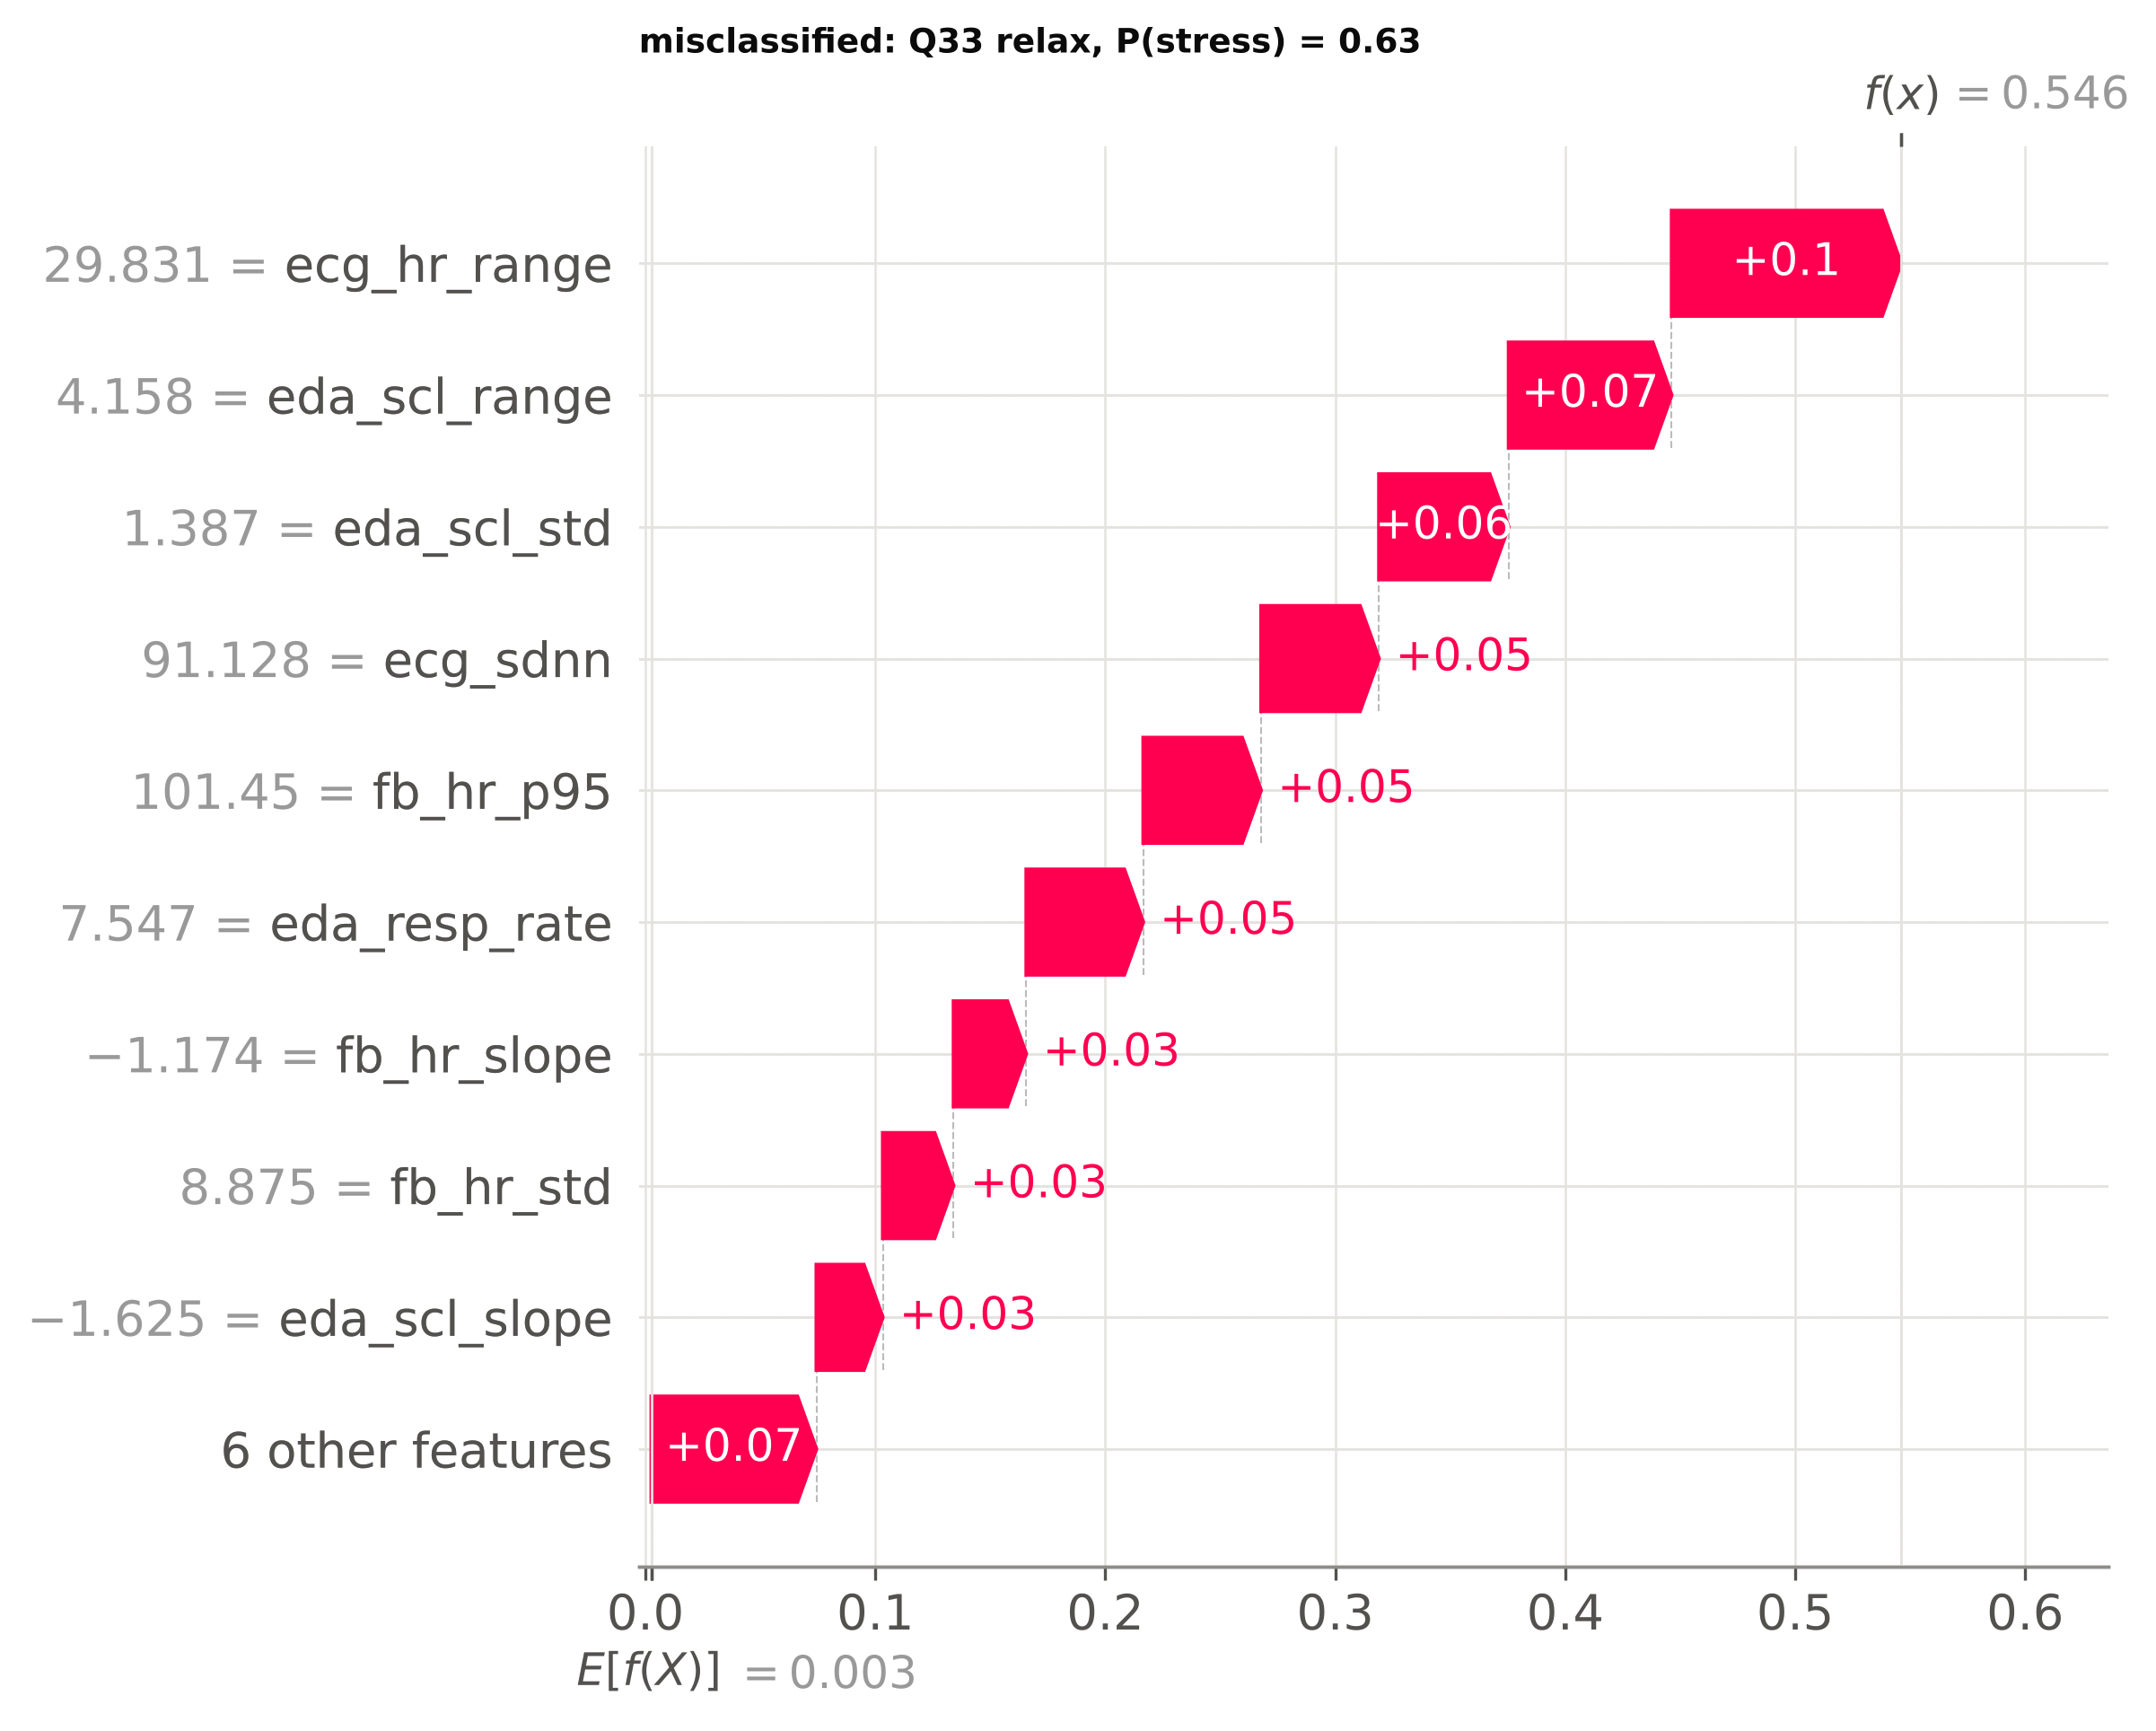 misclassified: Q33 relax, P(stress) = 0.63
f(x) = 0.546
29.831 = ecg_hr_range
+0.1
4.158 = eda_scl_range
+0.07
1.387 = eda_scl_std
+0.06
91.128 = ecg_sdnn
+0.05
101.45 = fb_hr_p95
+0.05
7.547 = eda_resp_rate
+0.05
−1.174 = fb_hr_slope
+0.03
8.875 = fb_hr_std
+0.03
−1.625 = eda_scl_slope
+0.03
6 other features
+0.07
0.0 0.1 0.2 0.3 0.4 0.5 0.6
E[f(X)] = 0.003